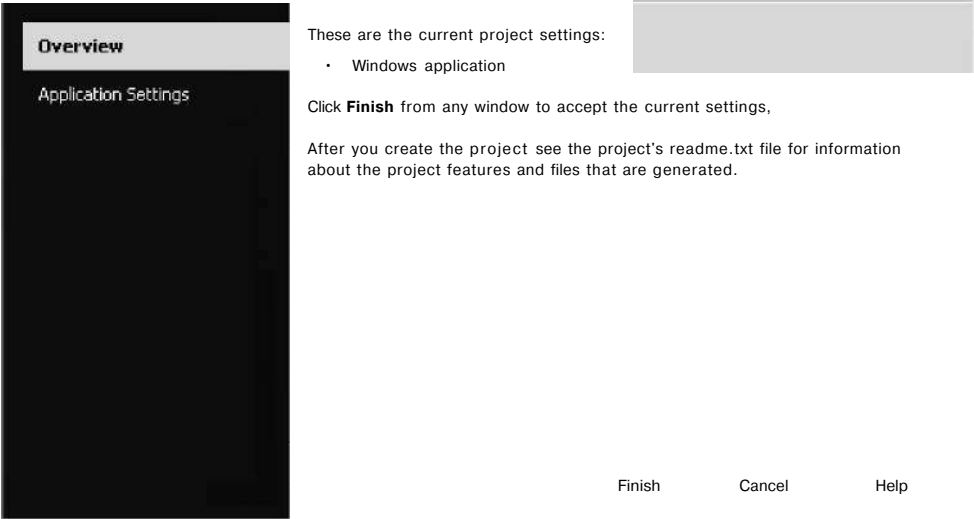 Overview
Application Settings
These are the current project settings:
• Windows application
Click Finish from any window to accept the current settings,
After you create the project see the project's readme.txt file for information
about the project features and files that are generated.
Finish Cancel Help